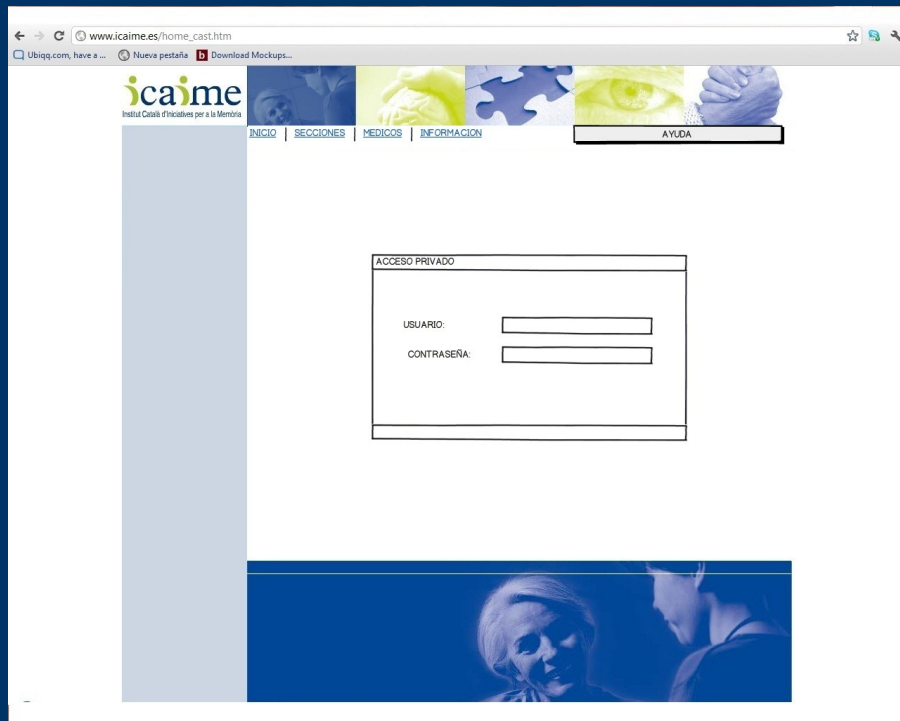 www.icaime.es/home_cast.htm
Ubiqq.com, have a ... Nueva pestaña Download Mockups...
icaime
Institut Català d'Iniciatives per a la Memòria
INICIO | SECCIONES | MEDICOS | INFORMACION AYUDA
ACCESO PRIVADO
USUARIO:
CONTRASEÑA: